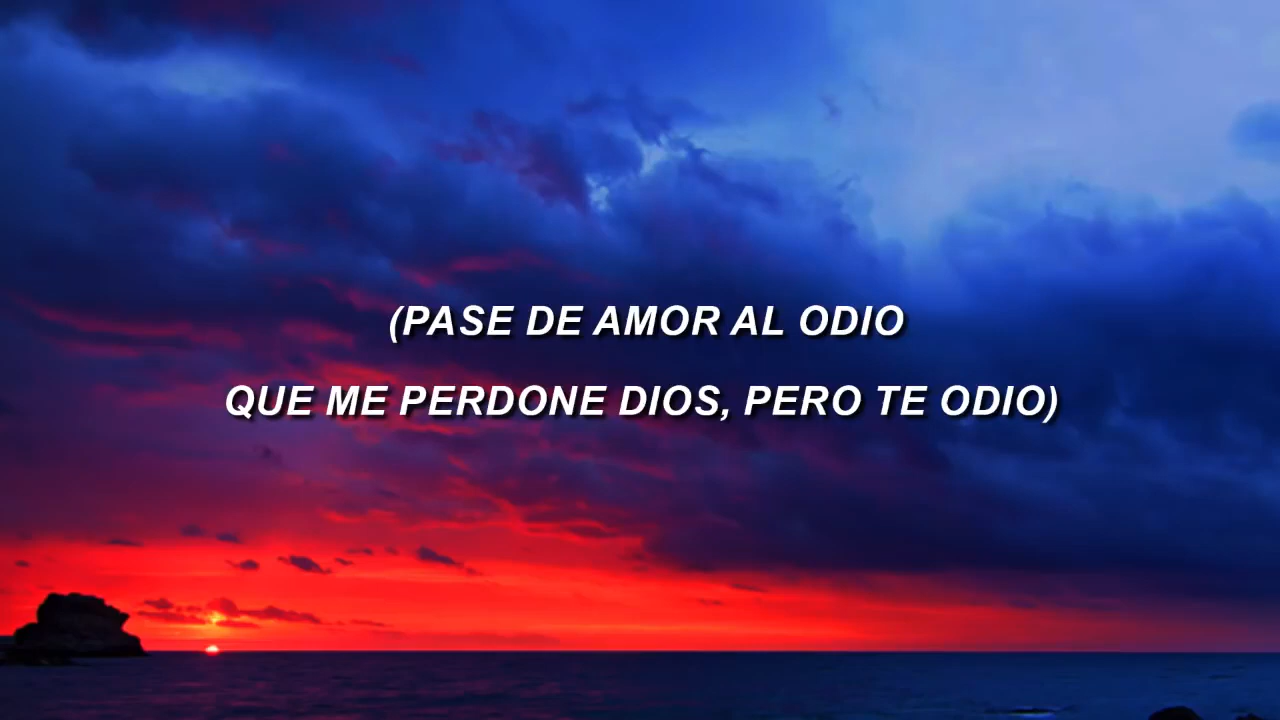 (PASE DE AMOR AL ODIO
QUE ME PERDONE DIOS, PERO TE ODIO)